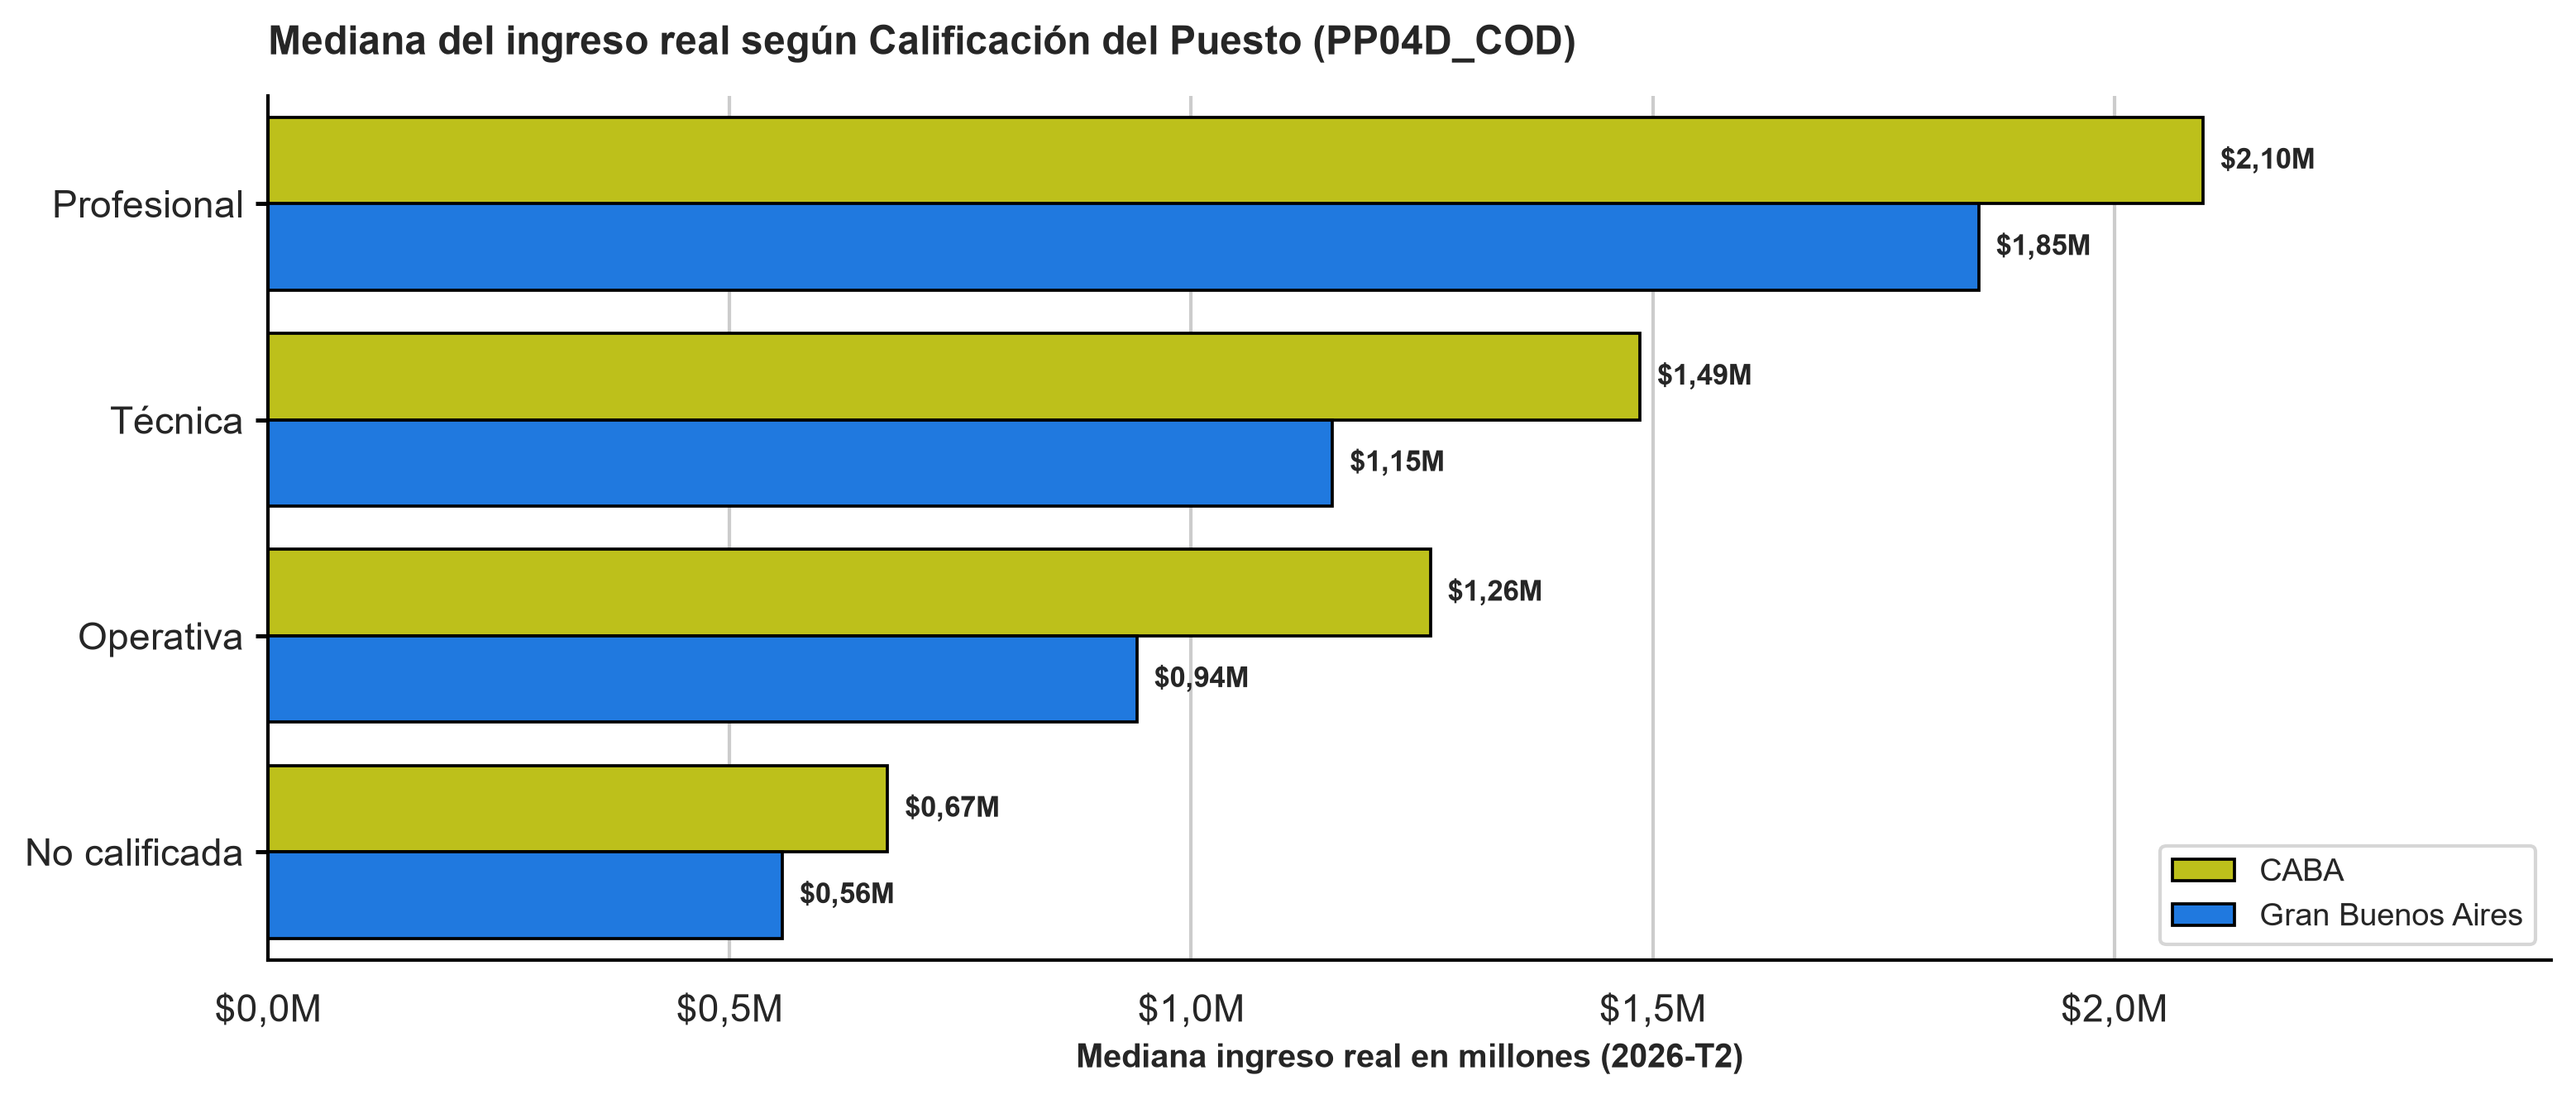 Mediana del ingreso real según Calificación del Puesto (PP04D_COD)
Profesional
$2,10M
$1,85M
Técnica
$1,49M
$1,15M
Operativa
$1,26M
$0,94M
No calificada
$0,67M
$0,56M
CABA
Gran Buenos Aires
$0,0M $0,5M $1,0M $1,5M $2,0M
Mediana ingreso real en millones (2026-T2)